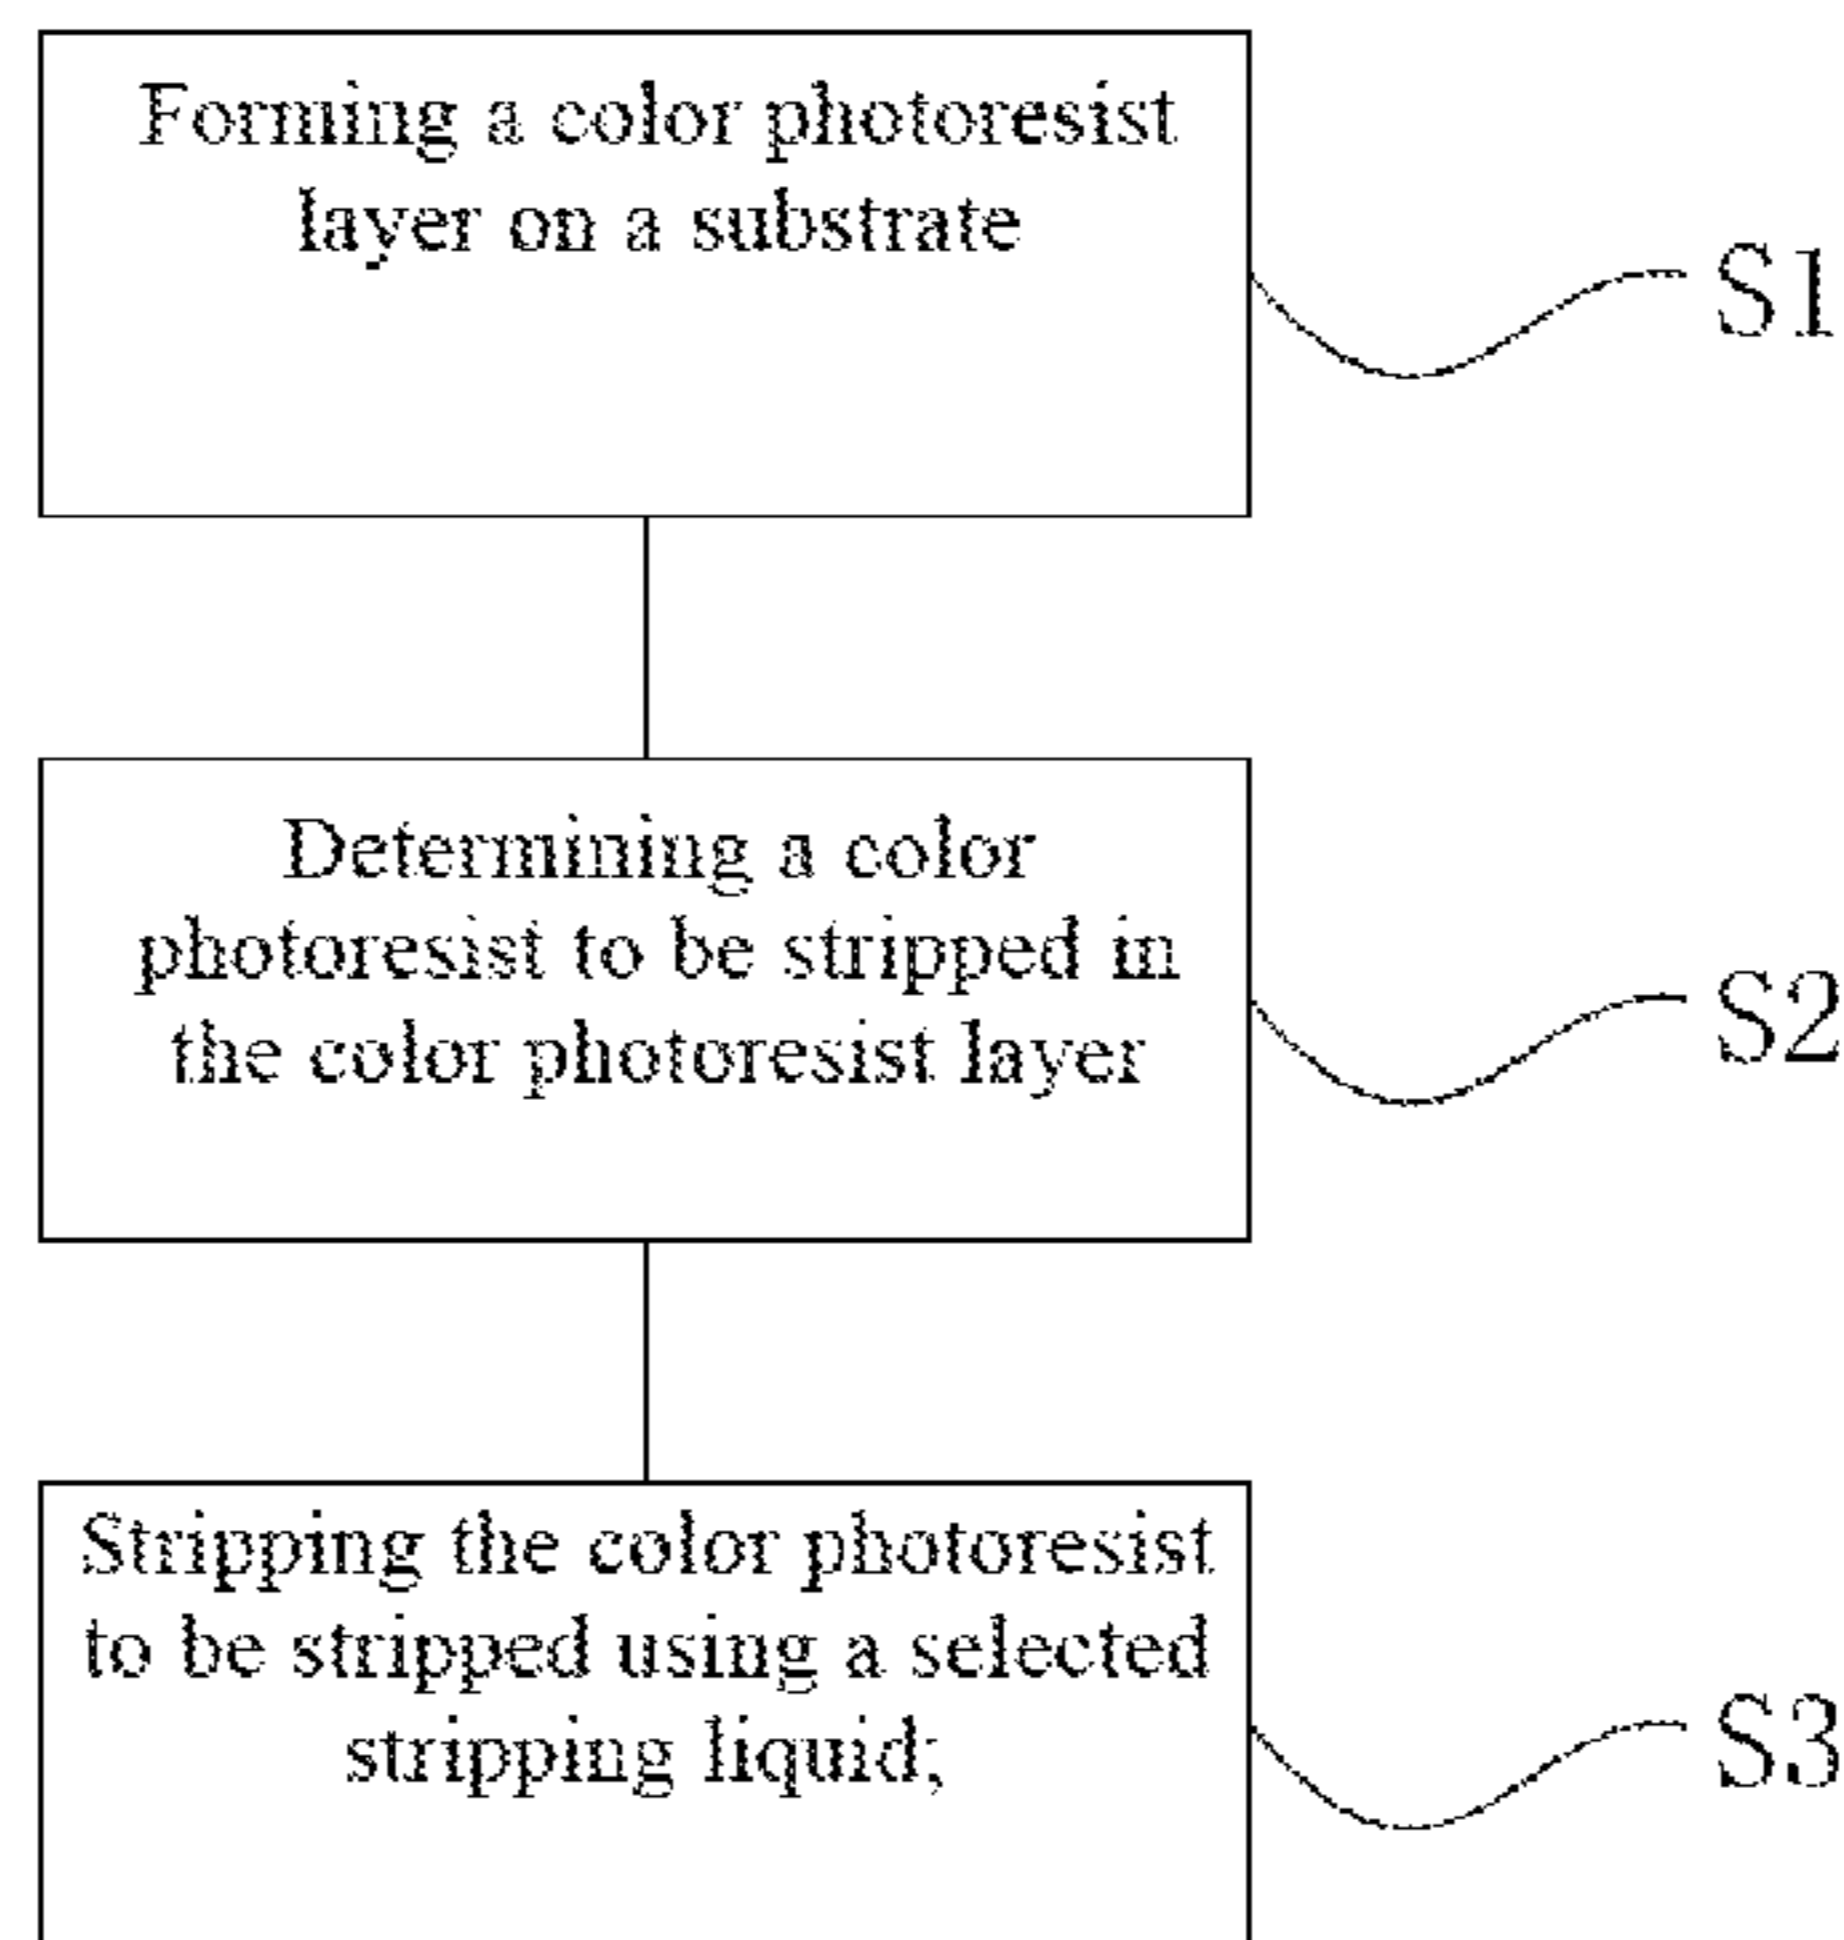 Forming a color photoresist
layer on a substrate
S1
Determining a color
photoresist to be stripped in
the color photoresist layer
S2
Stripping the color photoresist
to be stripped using a selected
stripping liquid;
S3